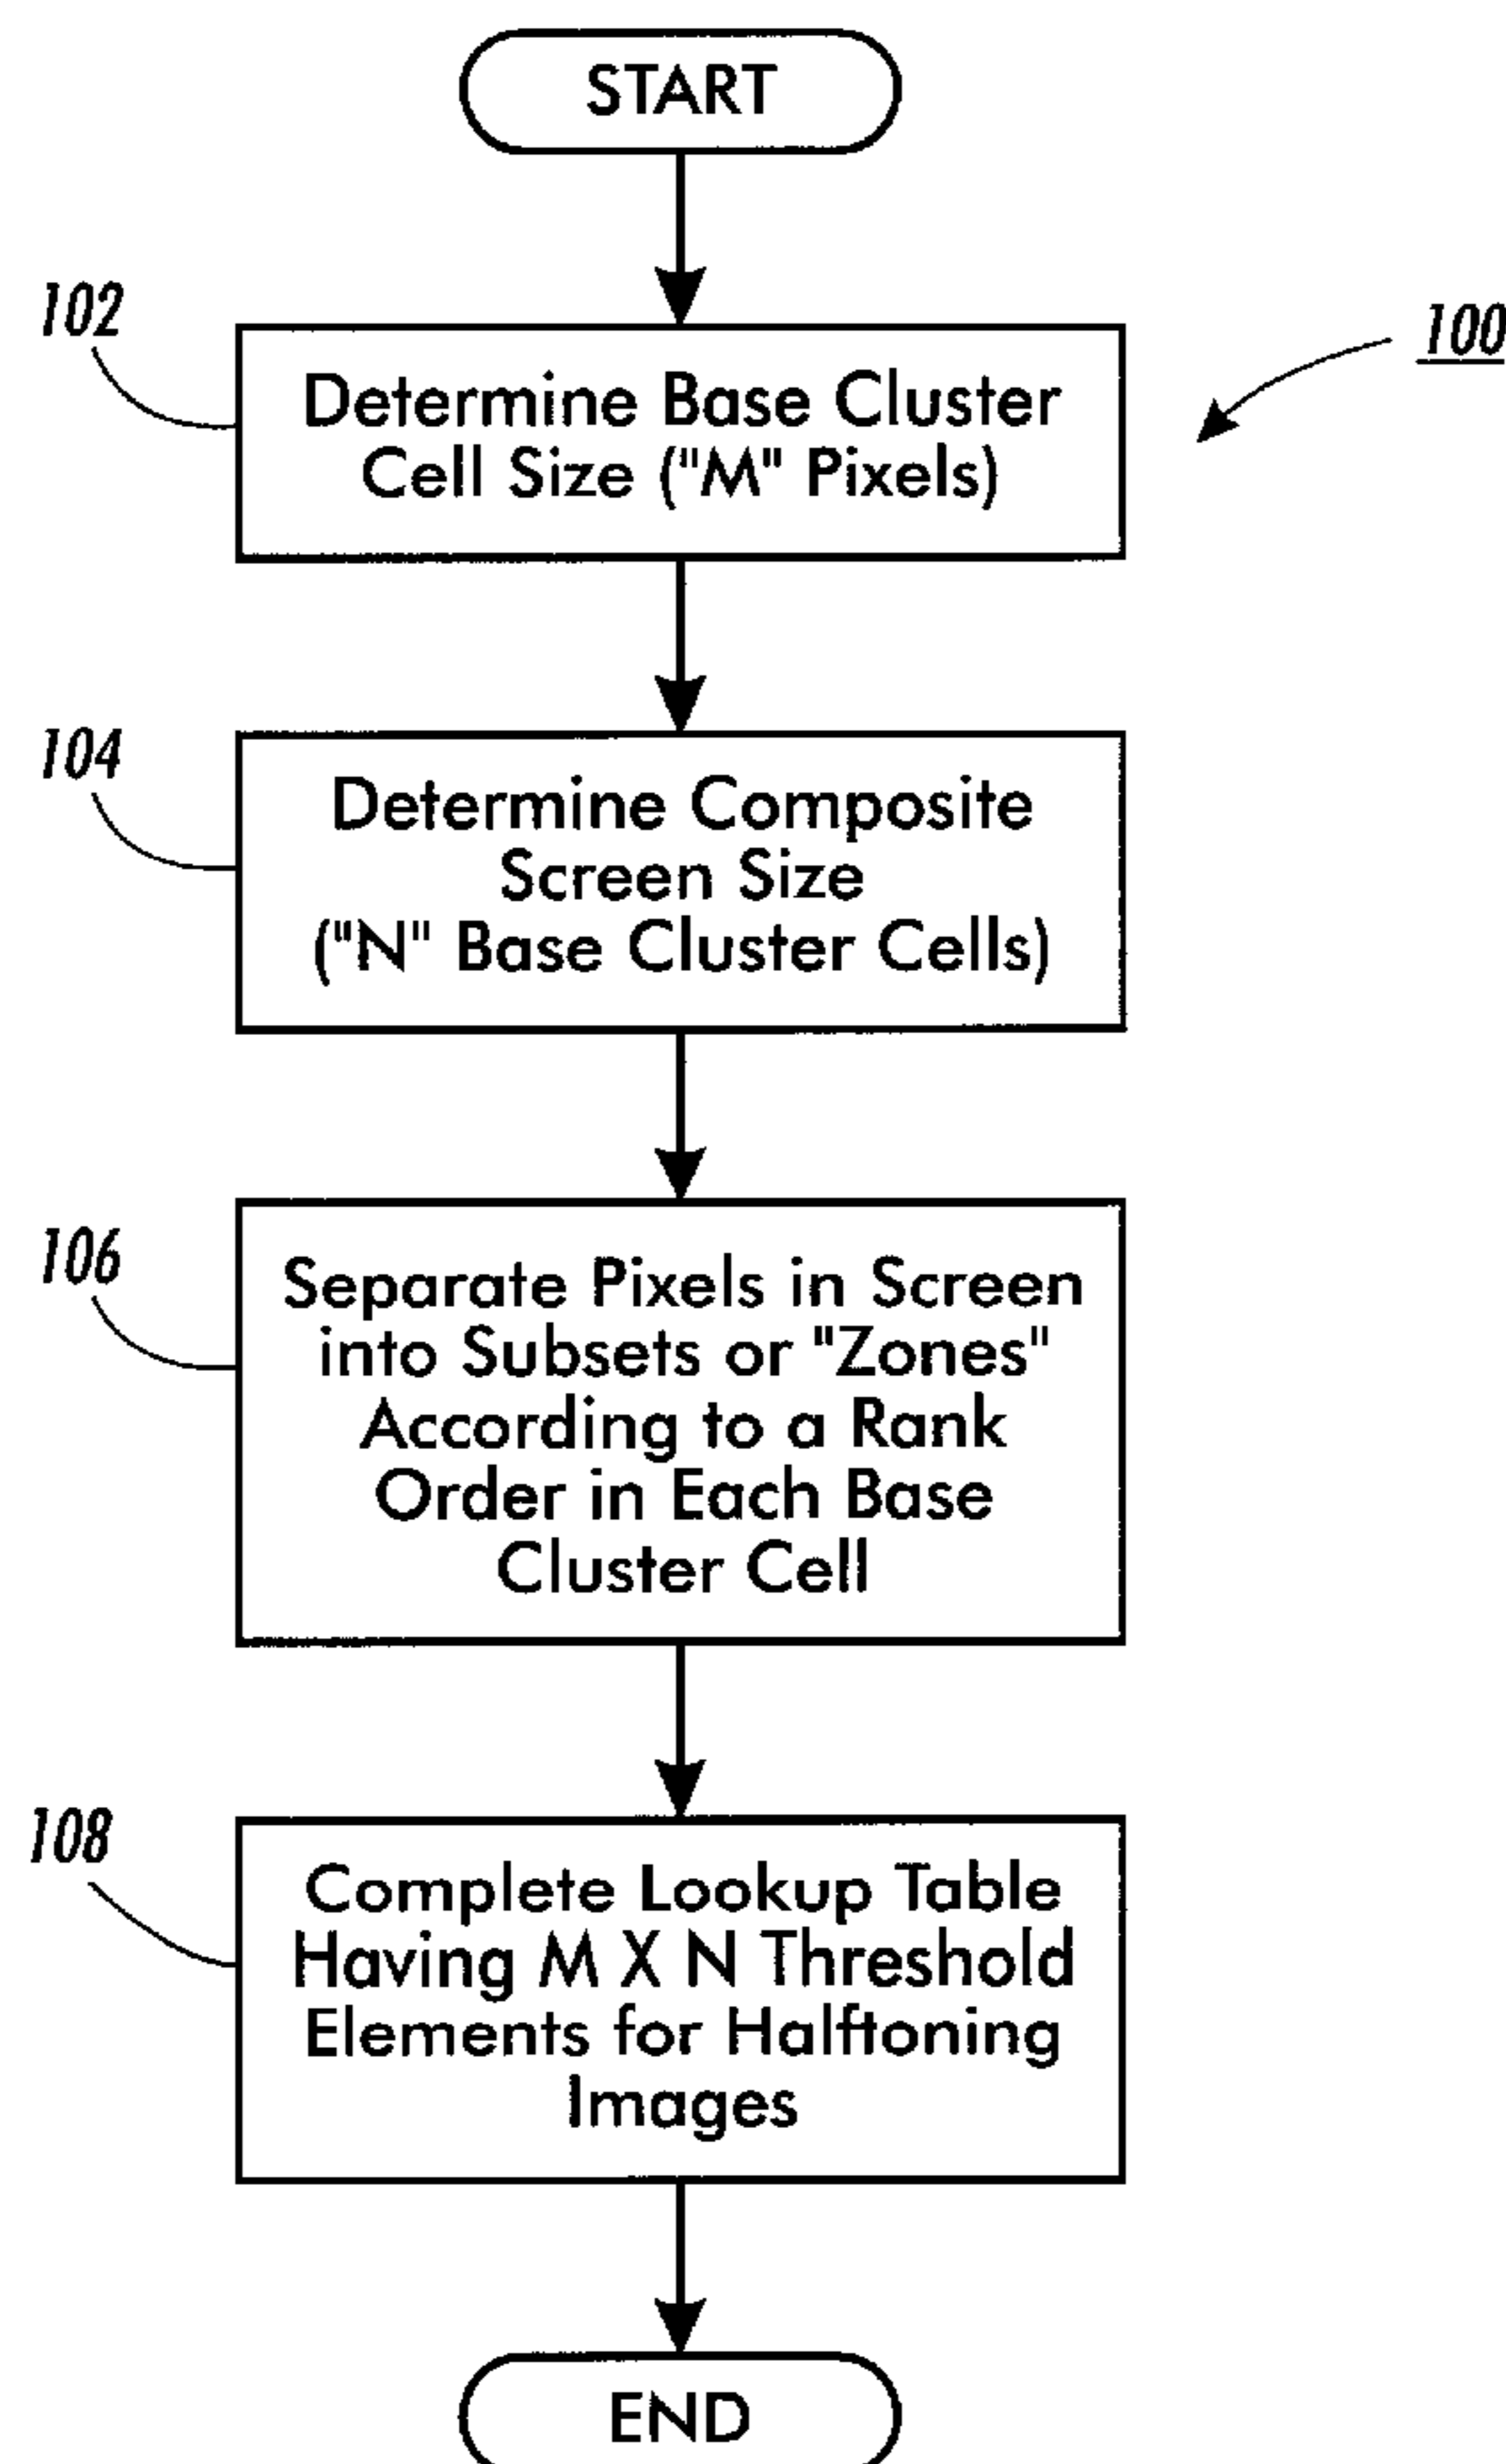 START
102
100
Determine Base Cluster
Cell Size ("M" Pixels)
104
Determine Composite
Screen Size
("N" Base Cluster Cells)
106
Separate Pixels in Screen
into Subsets or "Zones"
According to a Rank
Order in Each Base
Cluster Cell
108
Complete Lookup Table
Having M X N Threshold
Elements for Halftoning
Images
END